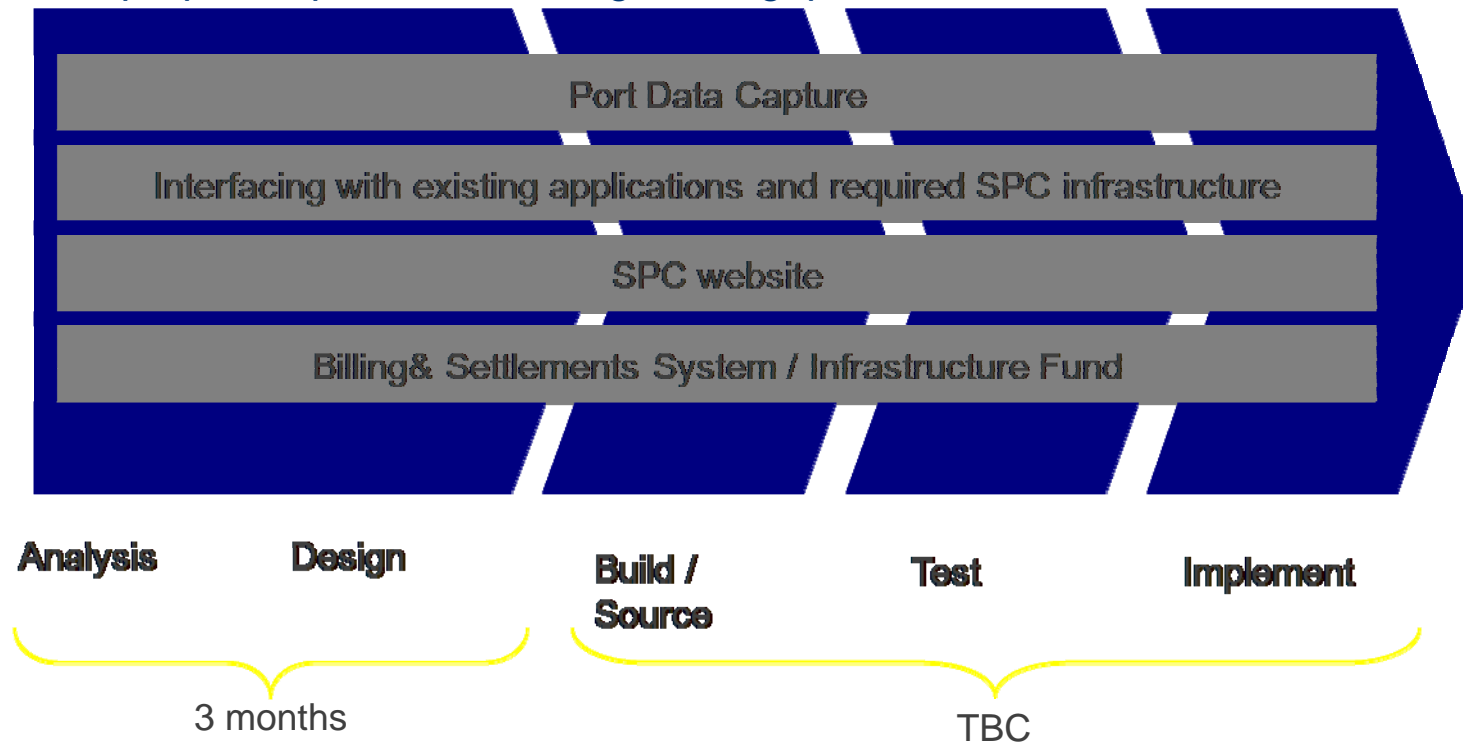 Port Data Capture
Interfacing with existing applications and required SPC infrastructure
SPC website
Billing& Settlements System / Infrastructure Fund
Analysis Design Build / Test Implement
Source
3 months TBC